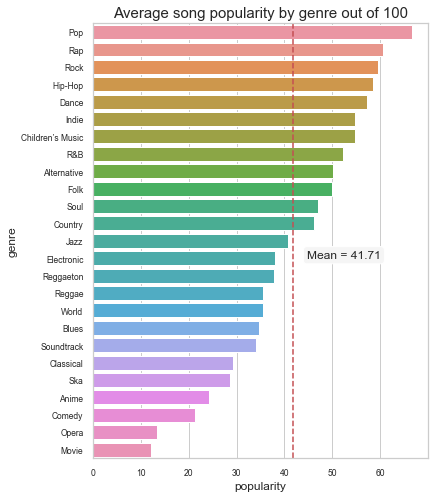 Average song popularity by genre out of 100
genre
Pop
Rap
Rock
Hip-Hop
Dance
Indie
Children's Music
R&B
Alternative
Folk
Soul
Country
Jazz
Electronic
Reggaeton
Reggae
World
Blues
Soundtrack
Classical
Ska
Anime
Comedy
Opera
Movie
Mean = 41.71
0 10 20 30 40 50 60
popularity